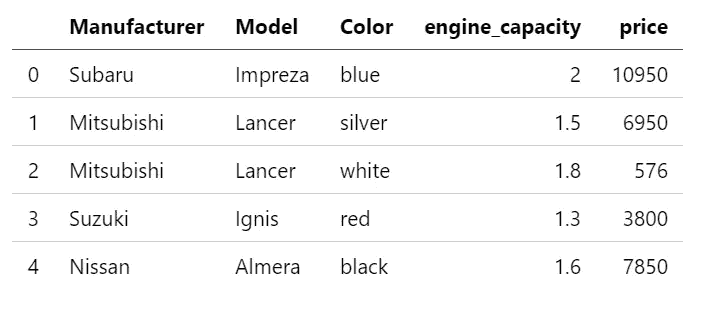 Manufacturer Model Color engine_capacity price
0 Subaru Impreza blue 2 10950
1 Mitsubishi Lancer silver 1.5 6950
2 Mitsubishi Lancer white 1.8 576
3 Suzuki Ignis red 1.3 3800
4 Nissan Almera black 1.6 7850